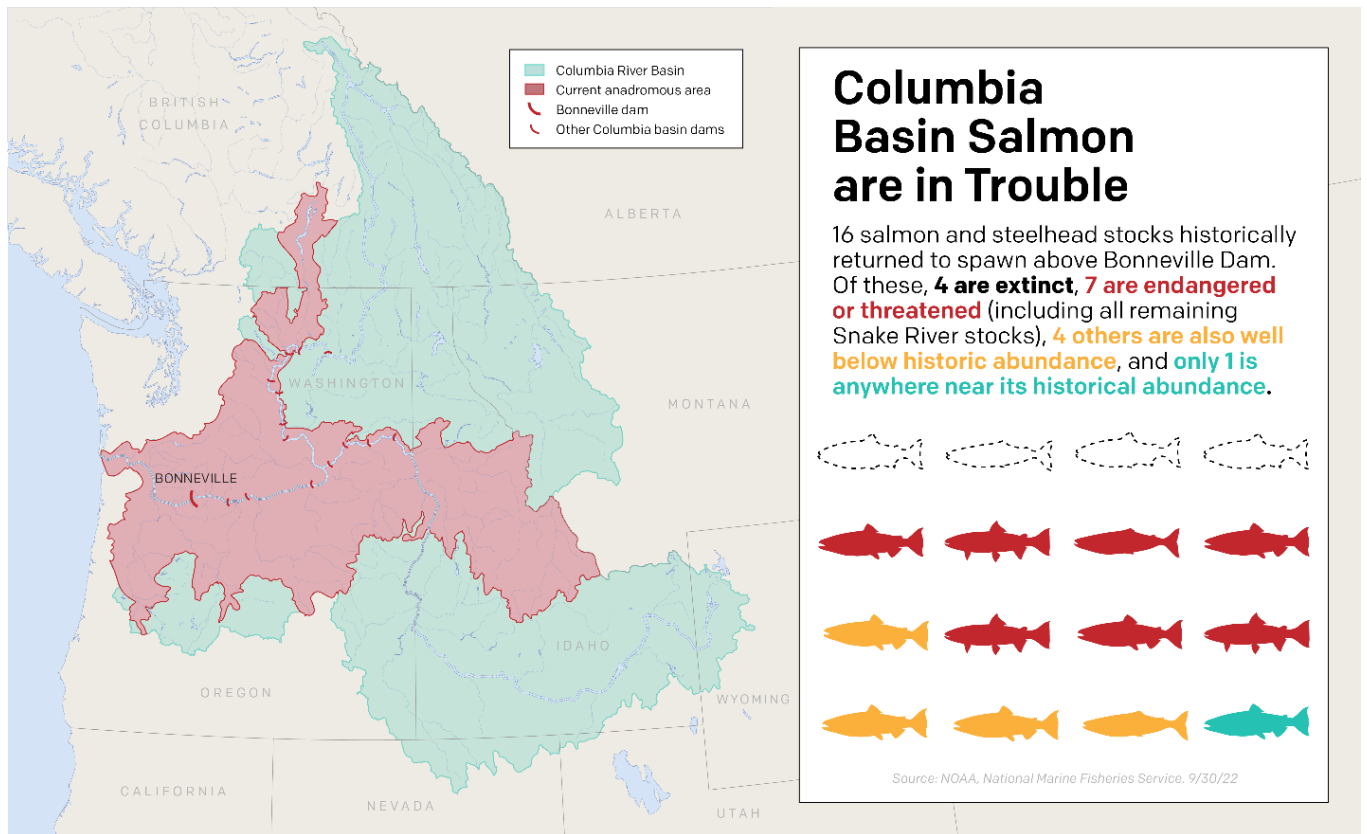 BRITISH
COLUMBIA
Columbia River Basin
Current anadromous area
Bonneville dam
Other Columbia basin dams
ALBERTA
WASHINGTON
MONTANA
BONNEVILLE
IDAHO
OREGON
WYOMING
CALIFORNIA
NEVADA
UTAH
Columbia
Basin Salmon
are in Trouble
16 salmon and steelhead stocks historically
returned to spawn above Bonneville Dam.
Of these, 4 are extinct, 7 are endangered
or threatened (including all remaining
Snake River stocks), 4 others are also well
below historic abundance, and only 1 is
anywhere near its historical abundance.
Source: NOAA, National Marine Fisheries Service. 9/30/22